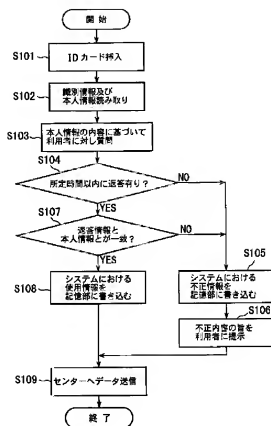 開始
S101
IDカード挿入
S102
識別情報及び
本人情報読み取り
S103
本人情報の内容に基づいて
利用者に対し質問
S104
所定時間以内に返答有り?
NO
YES
S107
返答情報と
本人情報とが一致?
NO
YES
S108
システムにおける
使用情報を
記憶部に書き込む
S105
システムにおける
不正情報を
記憶部に書き込む
S106
不正内容の旨を
利用者に提示
S109
センターへデータ送信
終了